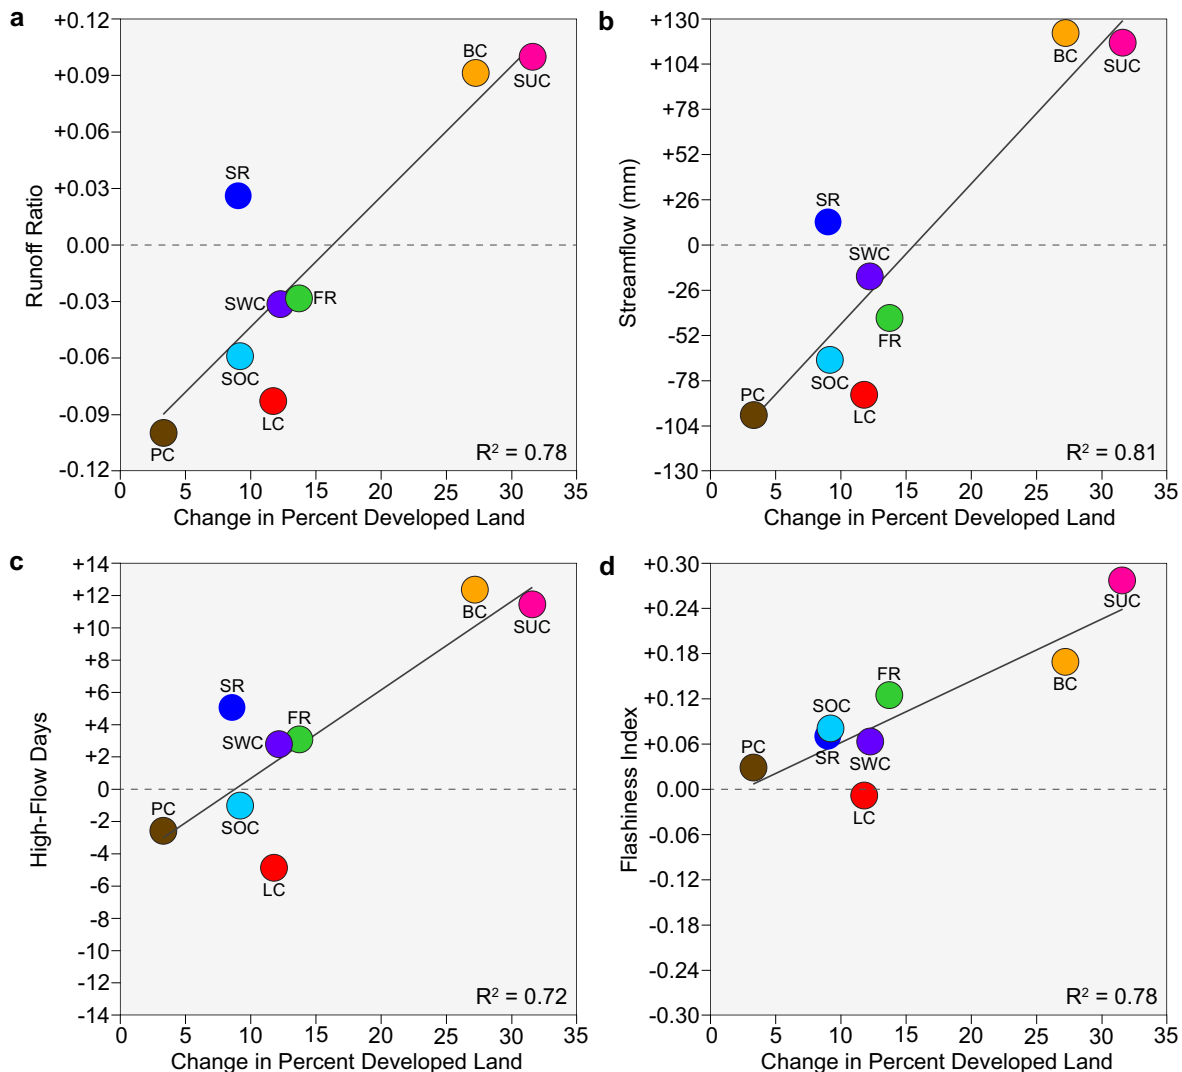 a
+0.12
+0.09
+0.06
+0.03
0.00
-0.03
-0.06
-0.09
-0.12
Runoff Ratio
BC
SUC
SR
SWC
FR
SOC
LC
PC
R² = 0.78
0 5 10 15 20 25 30 35
Change in Percent Developed Land
b
+130
+104
+78
+52
+26
0
-26
-52
-78
-104
-130
Streamflow (mm)
BC
SUC
SR
SWC
FR
SOC
PC
LC
R² = 0.81
0 5 10 15 20 25 30 35
Change in Percent Developed Land
c
+14
+12
+10
+8
+6
+4
+2
0
-2
-4
-6
-8
-10
-12
-14
High-Flow Days
BC
SUC
SR
FR
SWC
PC
SOC
LC
R² = 0.72
0 5 10 15 20 25 30 35
Change in Percent Developed Land
d
+0.30
+0.24
+0.18
+0.12
+0.06
0.00
-0.06
-0.12
-0.18
-0.24
-0.30
Flashiness Index
SUC
BC
FR
SOC
PC
SR
SWC
LC
R² = 0.78
0 5 10 15 20 25 30 35
Change in Percent Developed Land